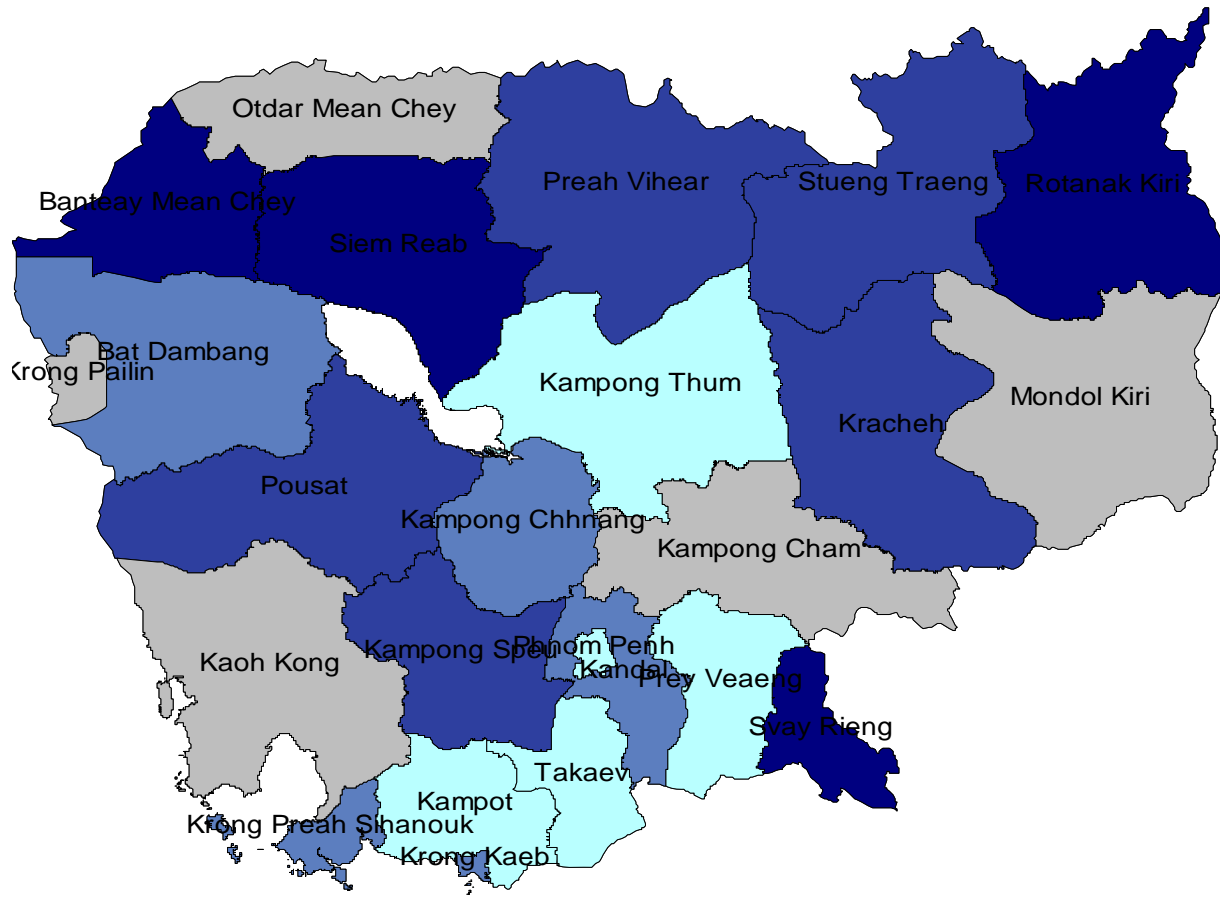 Otdar Mean Chey
Preah Vihear
Stueng Traeng
Rotanak Kiri
Banteay Mean Chey
Siem Reab
Bat Dambang
Krong Pailin
Kampong Thum
Mondol Kiri
Kracheh
Pousat
Kampong Chhnang
Kampong Cham
Kaoh Kong
Kampong Speu
Phnom Penh
Kandal
Prey Veaeng
Svay Rieng
Takaev
Kampot
Krong Preah Sihanouk
Krong Kaeb